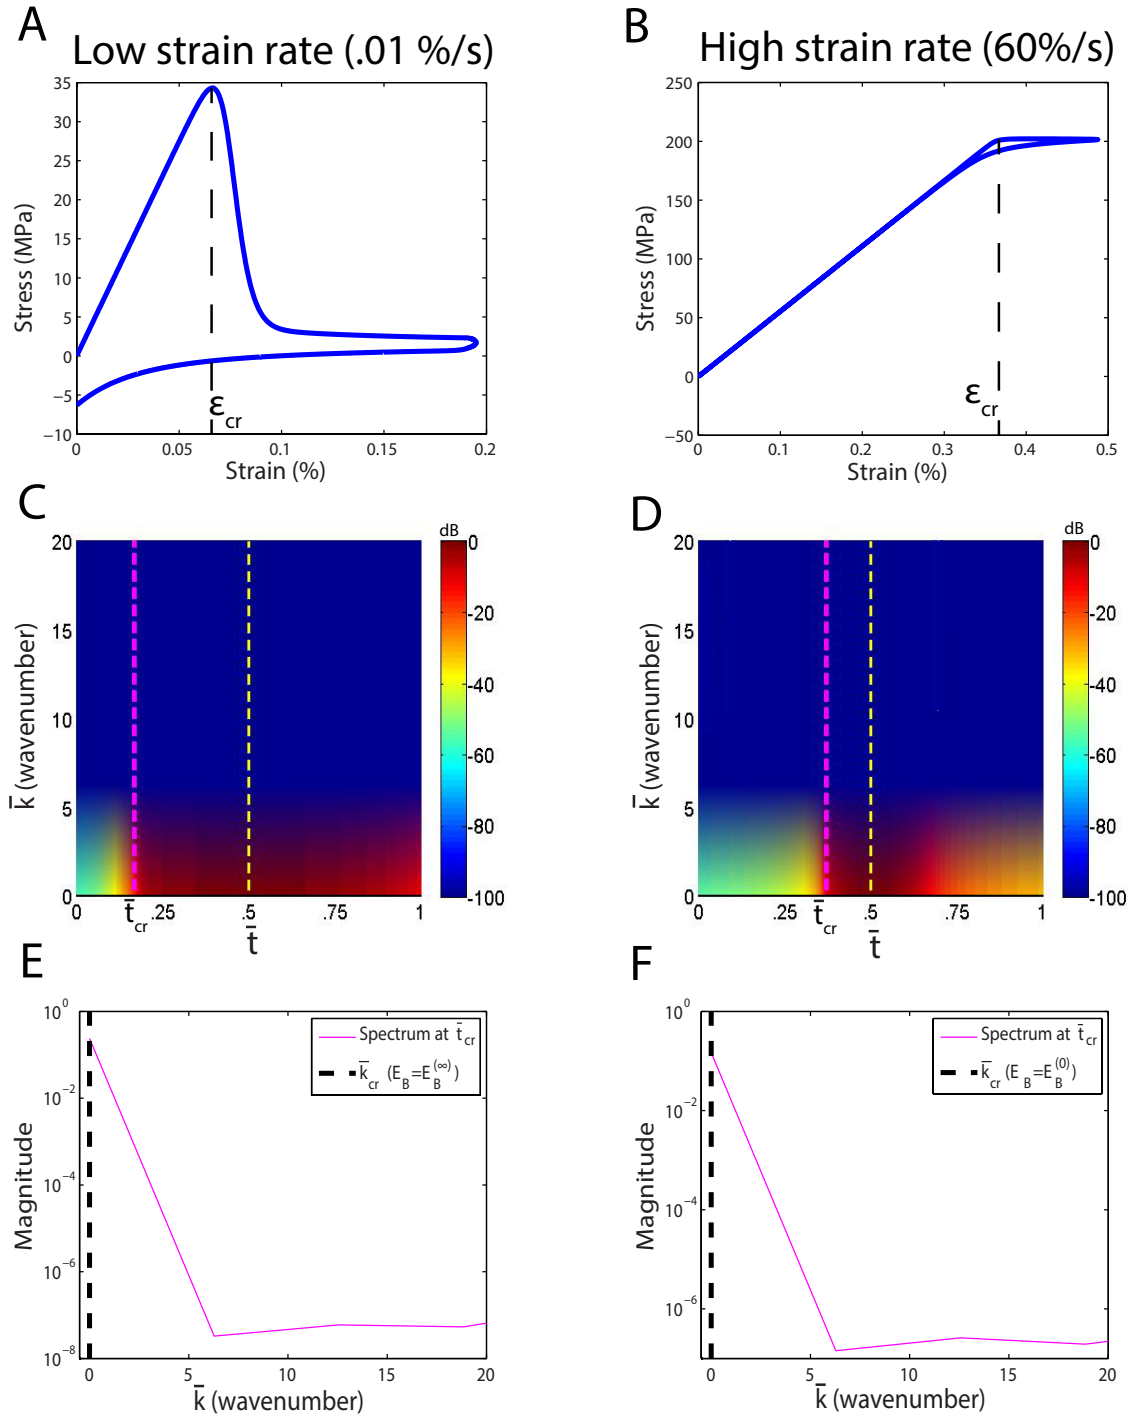 A
Low strain rate (.01 %/s)
35
30
25
20
15
10
5
0
−5
−10
Stress (MPa)
ε cr
0 0.05 0.1 0.15 0.2
Strain (%)
B
High strain rate (60%/s)
250
200
150
100
50
0
−50
Stress (MPa)
ε cr
0 0.1 0.2 0.3 0.4 0.5
Strain (%)
C
20
15
10
5
0
k̄ (wavenumber)
0 t̄ cr .25 .5 .75 1
t̄
dB
0
-20
-40
-60
-80
-100
D
20
15
10
5
0
k̄ (wavenumber)
0 .25 t̄ cr .5 .75 1
t̄
dB
0
-20
-40
-60
-80
-100
E
10^0
10^−2
10^−4
10^−6
10^−8
Magnitude
Spectrum at t̄ cr
k̄ cr (E B=E B^(∞))
0 5 10 15 20
k̄ (wavenumber)
F
10^0
10^−2
10^−4
10^−6
Magnitude
Spectrum at t̄ cr
k̄ cr (E B=E B^(0))
0 5 10 15 20
k̄ (wavenumber)